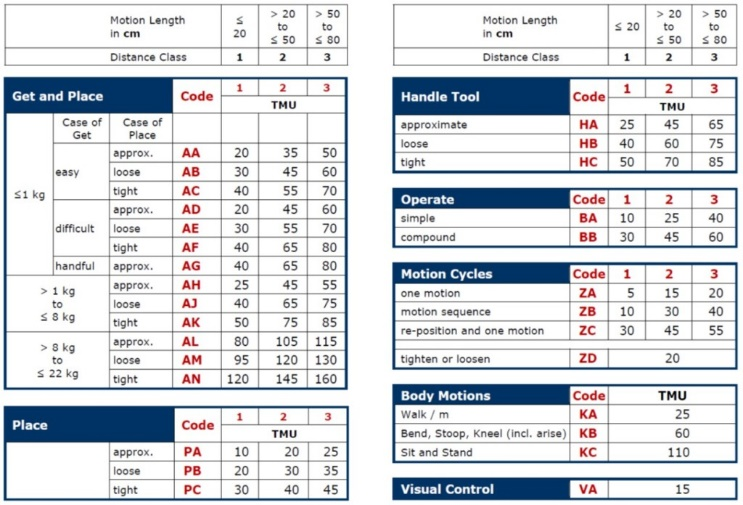 Motion Length in cm ≤ 20 > 20 to ≤ 50 > 50 to ≤ 80
Distance Class 1 2 3
Get and Place Code 1 2 3
TMU
Case of Get Case of Place
≤1 kg
easy
approx. AA 20 35 50
loose AB 30 45 60
tight AC 40 55 70
difficult
approx. AD 20 45 60
loose AE 30 55 70
tight AF 40 65 80
handful approx. AG 40 65 80
> 1 kg to ≤ 8 kg
approx. AH 25 45 55
loose AJ 40 65 75
tight AK 50 75 85
> 8 kg to ≤ 22 kg
approx. AL 80 105 115
loose AM 95 120 130
tight AN 120 145 160
Place Code 1 2 3
TMU
approx. PA 10 20 25
loose PB 20 30 35
tight PC 30 40 45
Motion Length in cm ≤ 20 > 20 to ≤ 50 > 50 to ≤ 80
Distance Class 1 2 3
Handle Tool Code 1 2 3
TMU
approximate HA 25 45 65
loose HB 40 60 75
tight HC 50 70 85
Operate Code 1 2 3
simple BA 10 25 40
compound BB 30 45 60
Motion Cycles Code 1 2 3
one motion ZA 5 15 20
motion sequence ZB 10 30 40
re-position and one motion ZC 30 45 55
tighten or loosen ZD 20
Body Motions Code TMU
Walk / m KA 25
Bend, Stoop, Kneel (incl. arise) KB 60
Sit and Stand KC 110
Visual Control VA 15